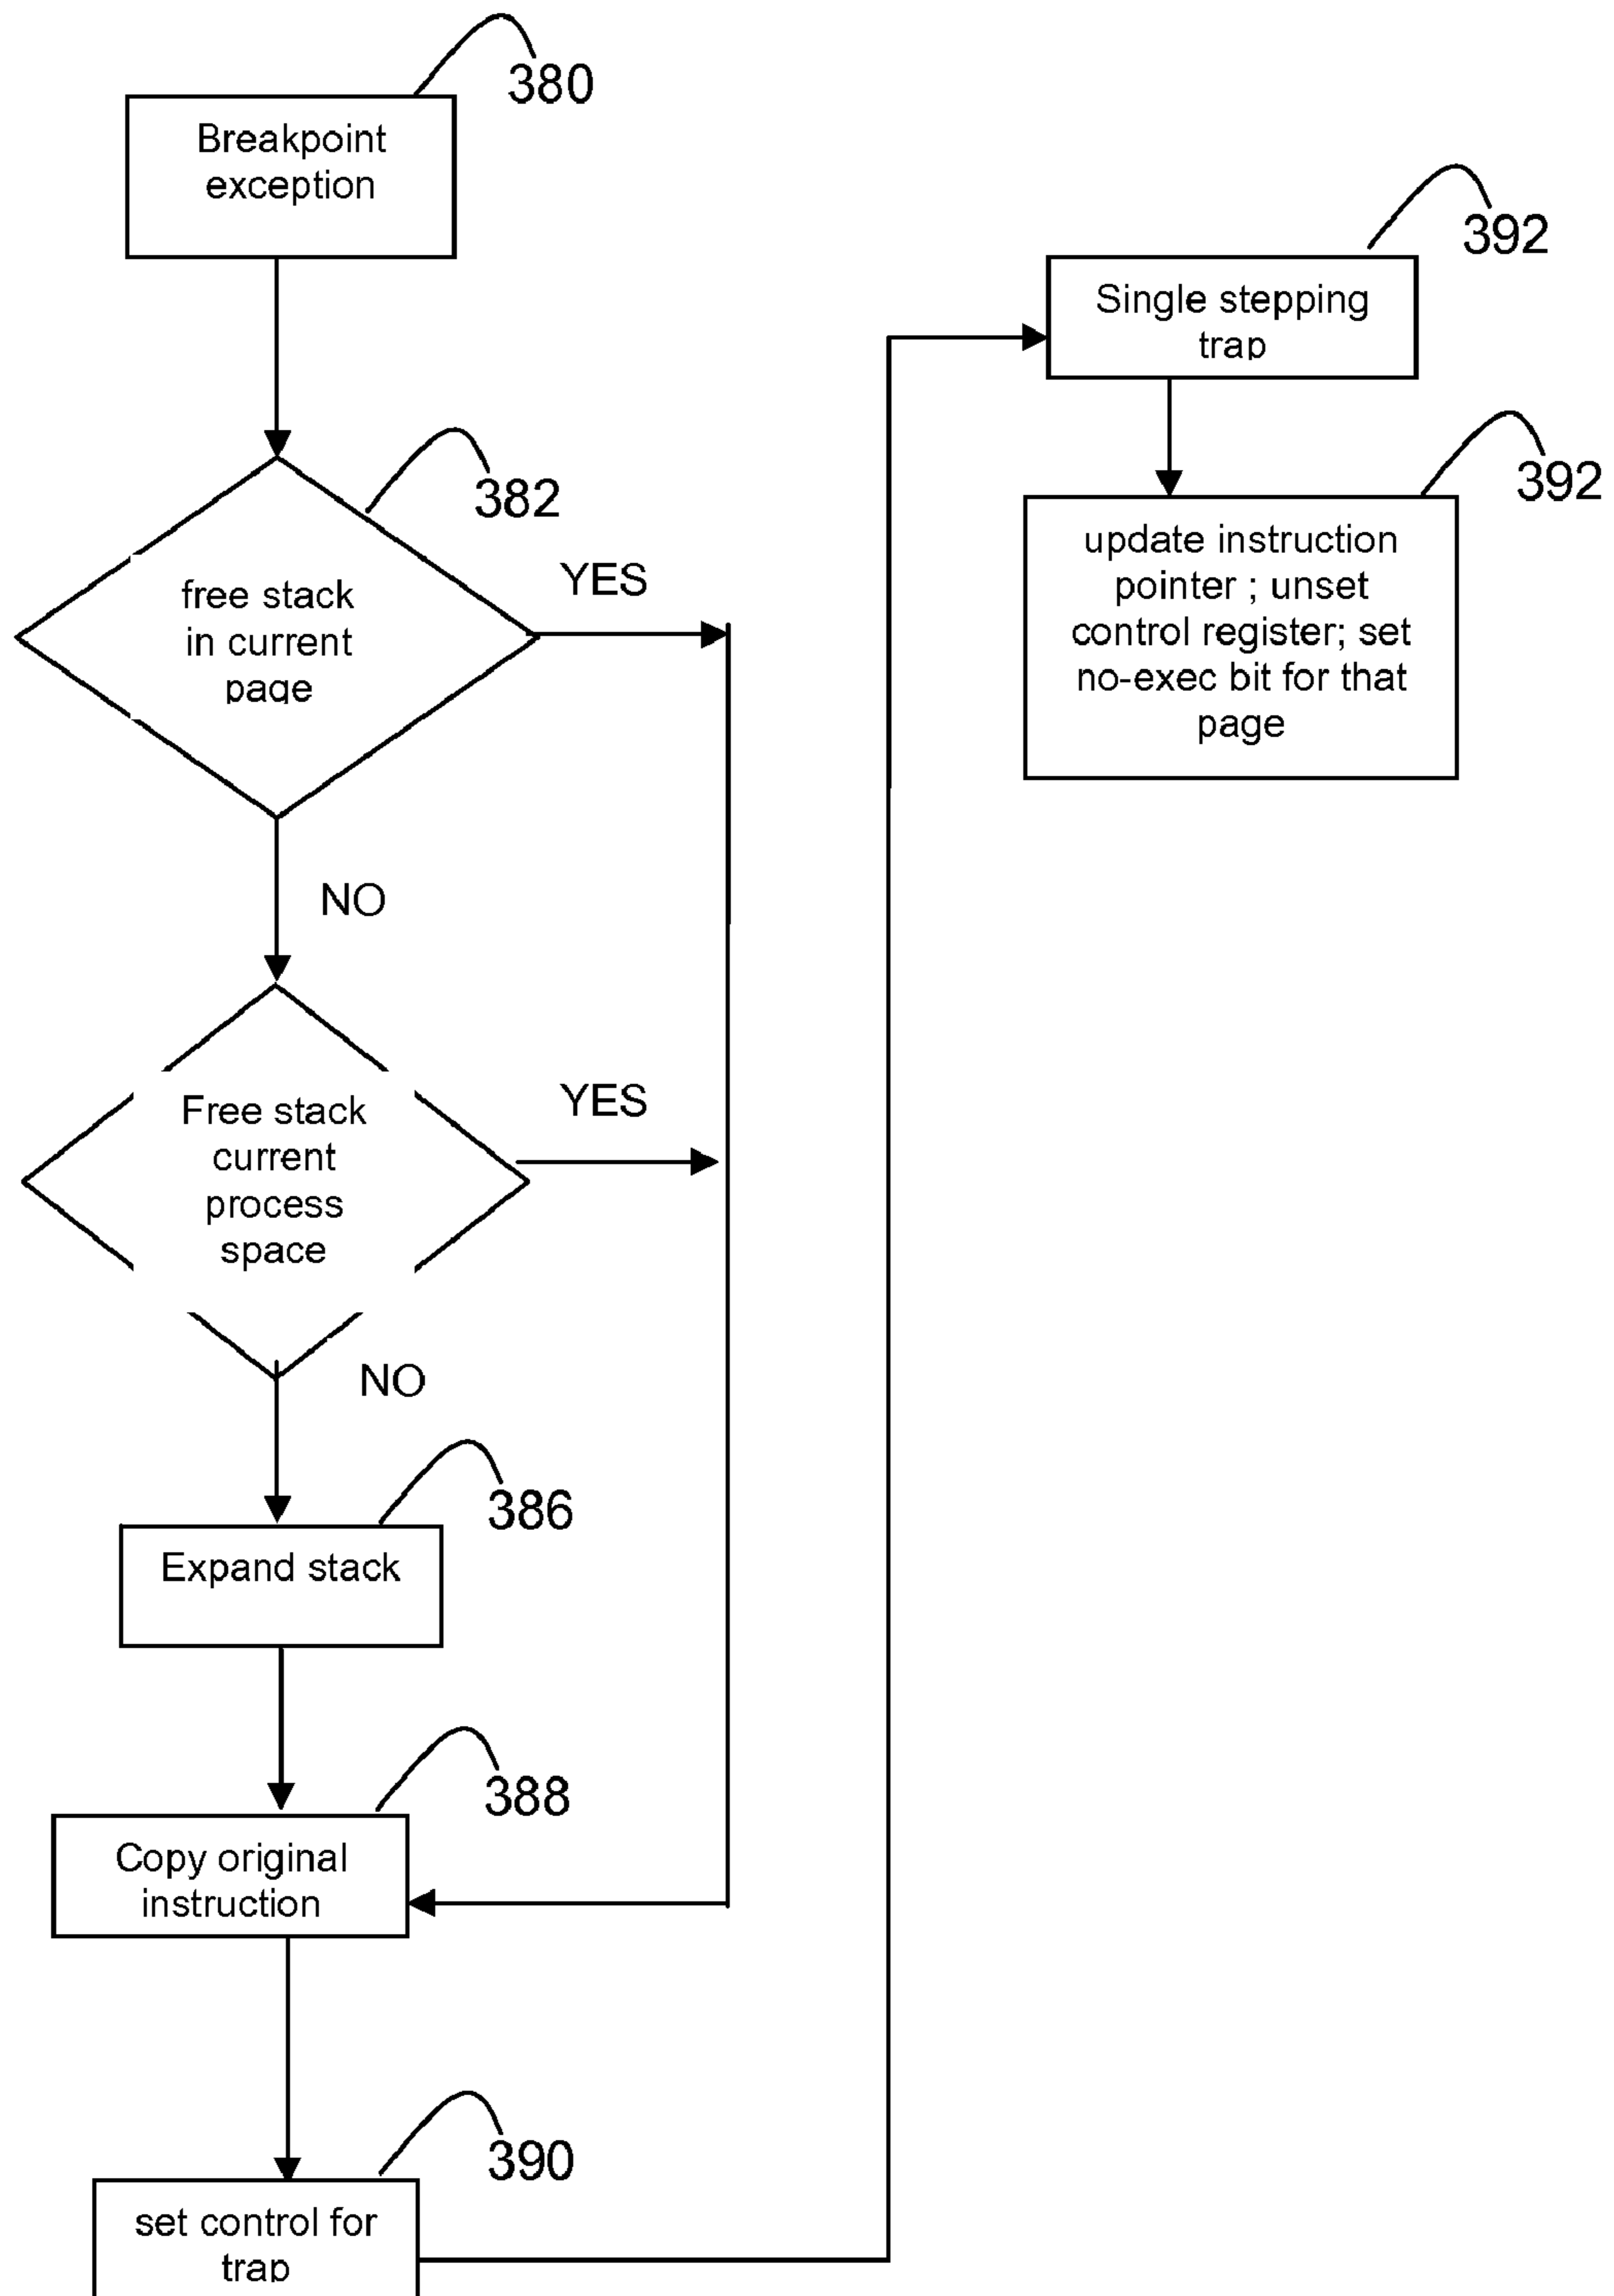 380
Breakpoint
exception
382
free stack
in current
page
YES
NO
Free stack
current
process
space
YES
NO
386
Expand stack
388
Copy original
instruction
390
set control for
trap
392
Single stepping
trap
392
update instruction
pointer ; unset
control register; set
no-exec bit for that
page